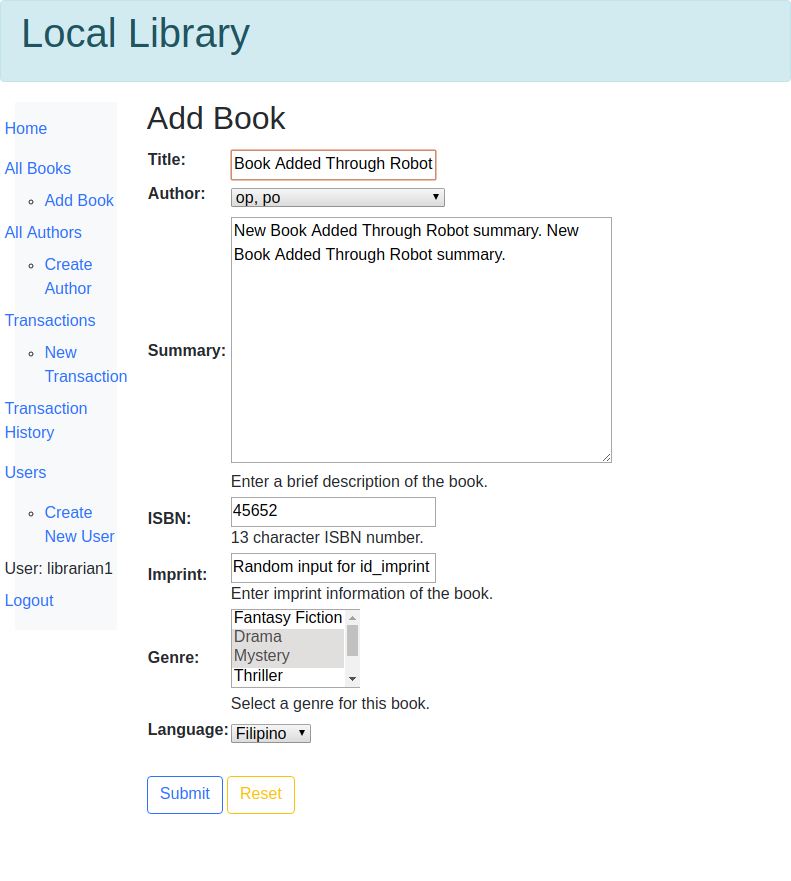 Local Library
Home
All Books
Add Book
All Authors
Create
Author
Transactions
New
Transaction
Transaction
History
Users
Create
New User
User: librarian1
Logout
Add Book
Title: Book Added Through Robot
Author: op, po
Summary: New Book Added Through Robot summary. New
Book Added Through Robot summary.
Enter a brief description of the book.
ISBN: 45652
13 character ISBN number.
Imprint: Random input for id_imprint
Enter imprint information of the book.
Genre: Fantasy Fiction
Drama
Mystery
Thriller
Select a genre for this book.
Language: Filipino
Submit Reset